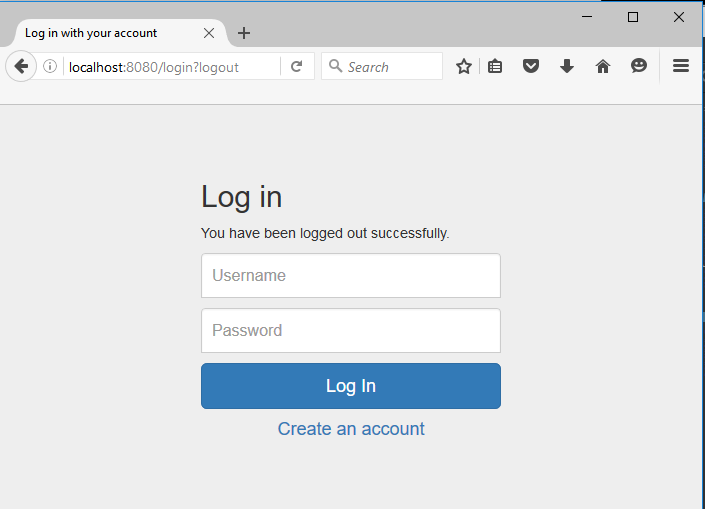 Log in with your account
localhost:8080/login?logout
Search
Log in
You have been logged out successfully.
Username
Password
Log In
Create an account